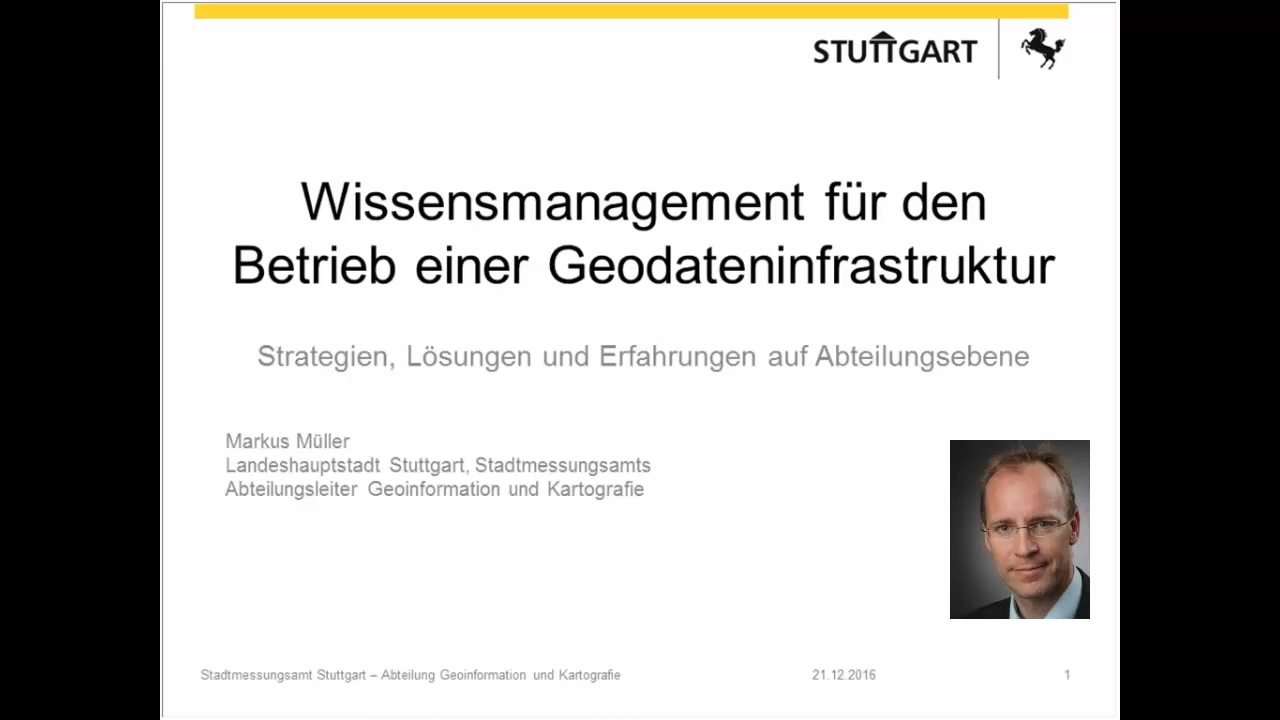 STUTTGART
Wissensmanagement für den
Betrieb einer Geodateninfrastruktur
Strategien, Lösungen und Erfahrungen auf Abteilungsebene
Markus Müller
Landeshauptstadt Stuttgart, Stadtmessungsamts
Abteilungsleiter Geoinformation und Kartografie
Stadtmessungsamt Stuttgart – Abteilung Geoinformation und Kartografie 21.12.2016 1